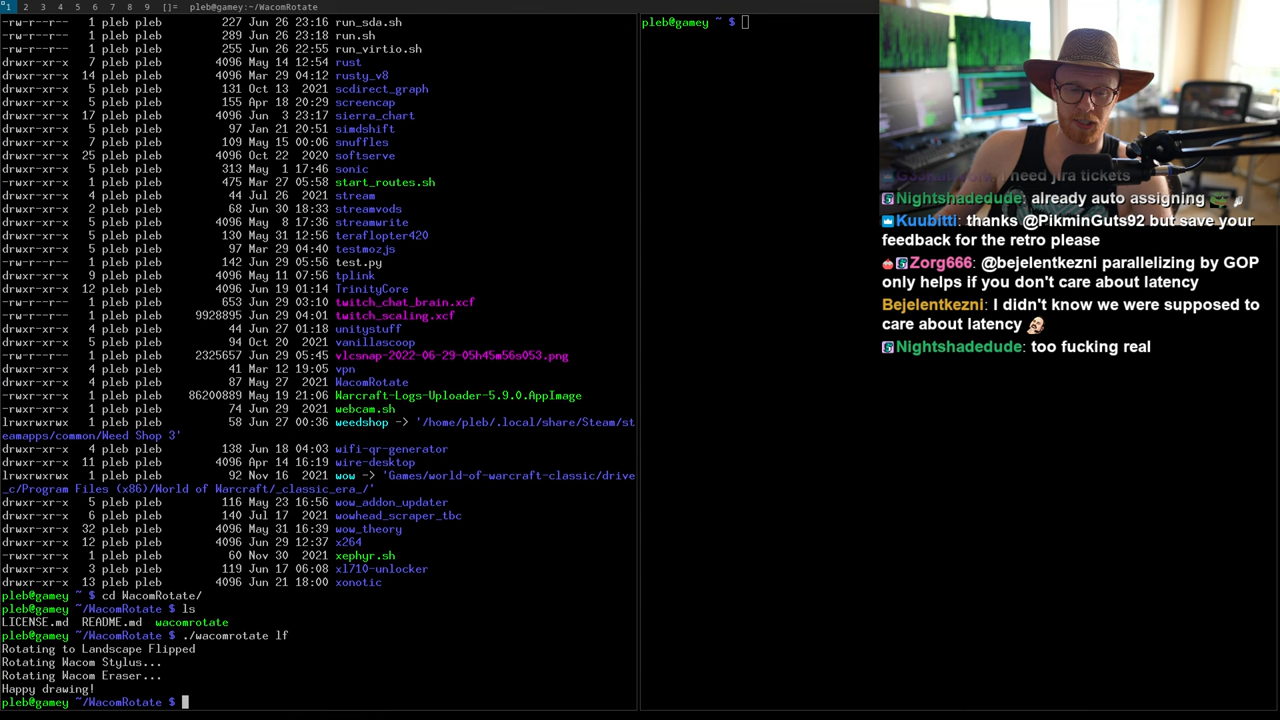 1 2 3 4 5 6 7 8 9 []= pleb@gamey:~/WacomRotate
-rw-r--r-- 1 pleb pleb 227 Jun 26 23:16 run_sda.sh
-rw-r--r-- 1 pleb pleb 289 Jun 26 23:18 run.sh
-rw-r--r-- 1 pleb pleb 255 Jun 26 22:55 run_virtio.sh
drwxr-xr-x 7 pleb pleb 4096 May 14 12:54 rust
drwxr-xr-x 14 pleb pleb 4096 Mar 29 04:12 rusty_v8
drwxr-xr-x 5 pleb pleb 131 Oct 13 2021 scdirect_graph
drwxr-xr-x 5 pleb pleb 155 Apr 18 20:29 screencap
drwxr-xr-x 17 pleb pleb 4096 Jun 3 23:17 sierra_chart
drwxr-xr-x 5 pleb pleb 97 Jan 21 20:51 simdshift
drwxr-xr-x 7 pleb pleb 109 May 15 00:06 snuffles
drwxr-xr-x 25 pleb pleb 4096 Oct 22 2020 softserve
drwxr-xr-x 5 pleb pleb 313 May 1 17:46 sonic
-rwxr-xr-x 1 pleb pleb 475 Mar 27 05:58 start_routes.sh
drwxr-xr-x 4 pleb pleb 44 Jul 26 2021 stream
drwxr-xr-x 2 pleb pleb 68 Jun 30 18:33 streamvods
drwxr-xr-x 5 pleb pleb 4096 May 8 17:36 streamwrite
drwxr-xr-x 5 pleb pleb 130 May 31 12:56 teraflopter420
drwxr-xr-x 5 pleb pleb 97 Mar 29 04:40 testmozjs
-rw-r--r-- 1 pleb pleb 142 Jun 29 05:56 test.py
drwxr-xr-x 9 pleb pleb 4096 May 11 07:56 tplink
drwxr-xr-x 12 pleb pleb 4096 Jun 19 01:14 TrinityCore
-rw-r--r-- 1 pleb pleb 653 Jun 29 03:10 twitch_chat_brain.xcf
-rw-r--r-- 1 pleb pleb 9928895 Jun 29 04:01 twitch_scaling.xcf
drwxr-xr-x 4 pleb pleb 44 Jun 27 01:18 unitystuff
drwxr-xr-x 5 pleb pleb 94 Oct 20 2021 vanillascoop
-rw-r--r-- 1 pleb pleb 2325657 Jun 29 05:45 vlcsnap-2022-06-29-05h45m56s053.png
drwxr-xr-x 4 pleb pleb 41 Mar 12 19:05 vpn
drwxr-xr-x 4 pleb pleb 87 May 27 2021 WacomRotate
-rwxr-xr-x 1 pleb pleb 86200889 May 19 21:06 Warcraft-Logs-Uploader-5.9.0.AppImage
-rwxr-xr-x 1 pleb pleb 74 Jun 29 2021 webcam.sh
lrwxrwxrwx 1 pleb pleb 58 Jun 27 00:36 weedshop -> '/home/pleb/.local/share/Steam/st
eamapps/common/Weed Shop 3'
drwxr-xr-x 4 pleb pleb 138 Jun 18 04:03 wifi-qr-generator
drwxr-xr-x 11 pleb pleb 4096 Apr 14 16:19 wire-desktop
lrwxrwxrwx 1 pleb pleb 92 Nov 16 2021 wow -> 'Games/world-of-warcraft-classic/drive
_c/Program Files (x86)/World of Warcraft/_classic_era_/'
drwxr-xr-x 5 pleb pleb 116 May 23 16:56 wow_addon_updater
drwxr-xr-x 6 pleb pleb 140 Jul 17 2021 wowhead_scraper_tbc
drwxr-xr-x 32 pleb pleb 4096 May 31 16:39 wow_theory
drwxr-xr-x 12 pleb pleb 4096 Jun 29 12:37 x264
-rwxr-xr-x 1 pleb pleb 60 Nov 30 2021 xephyr.sh
drwxr-xr-x 3 pleb pleb 119 Jun 17 06:08 xl710-unlocker
drwxr-xr-x 13 pleb pleb 4096 Jun 21 18:00 xonotic
pleb@gamey ~ $ cd WacomRotate/
pleb@gamey ~/WacomRotate $ ls
LICENSE.md README.md wacomrotate
pleb@gamey ~/WacomRotate $ ./wacomrotate lf
Rotating to Landscape Flipped
Rotating Wacom Stylus...
Rotating Wacom Eraser...
Happy drawing!
pleb@gamey ~/WacomRotate $
pleb@gamey ~ $
I need jira tickets
Nightshadedude: already auto assigning
Kuubitti: thanks @PikminGuts92 but save your
feedback for the retro please
Zorg666: @bejelentkezni parallelizing by GOP
only helps if you don't care about latency
Bejelentkezni: I didn't know we were supposed to
care about latency
Nightshadedude: too fucking real